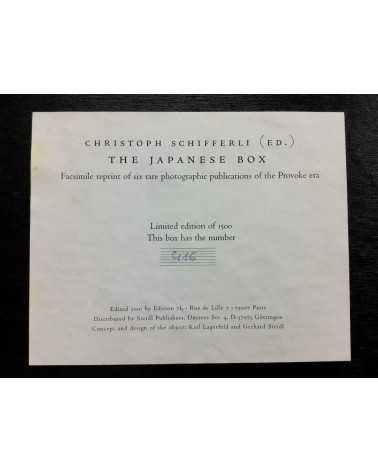 CHRISTOPH SCHIFFERLI (ED.)
THE JAPANESE BOX
Facsimile reprint of six rare photographic publications of the Provoke era
Limited edition of 1500
This box has the number
Edited 2001 by Edition 7L · Rue de Lille 7 · 75007 Paris
Distributed by Steidl Publishers, Düstere Str. 4, D-37073 Göttingen
Concept and design of the object: Karl Lagerfeld and Gerhard Steidl